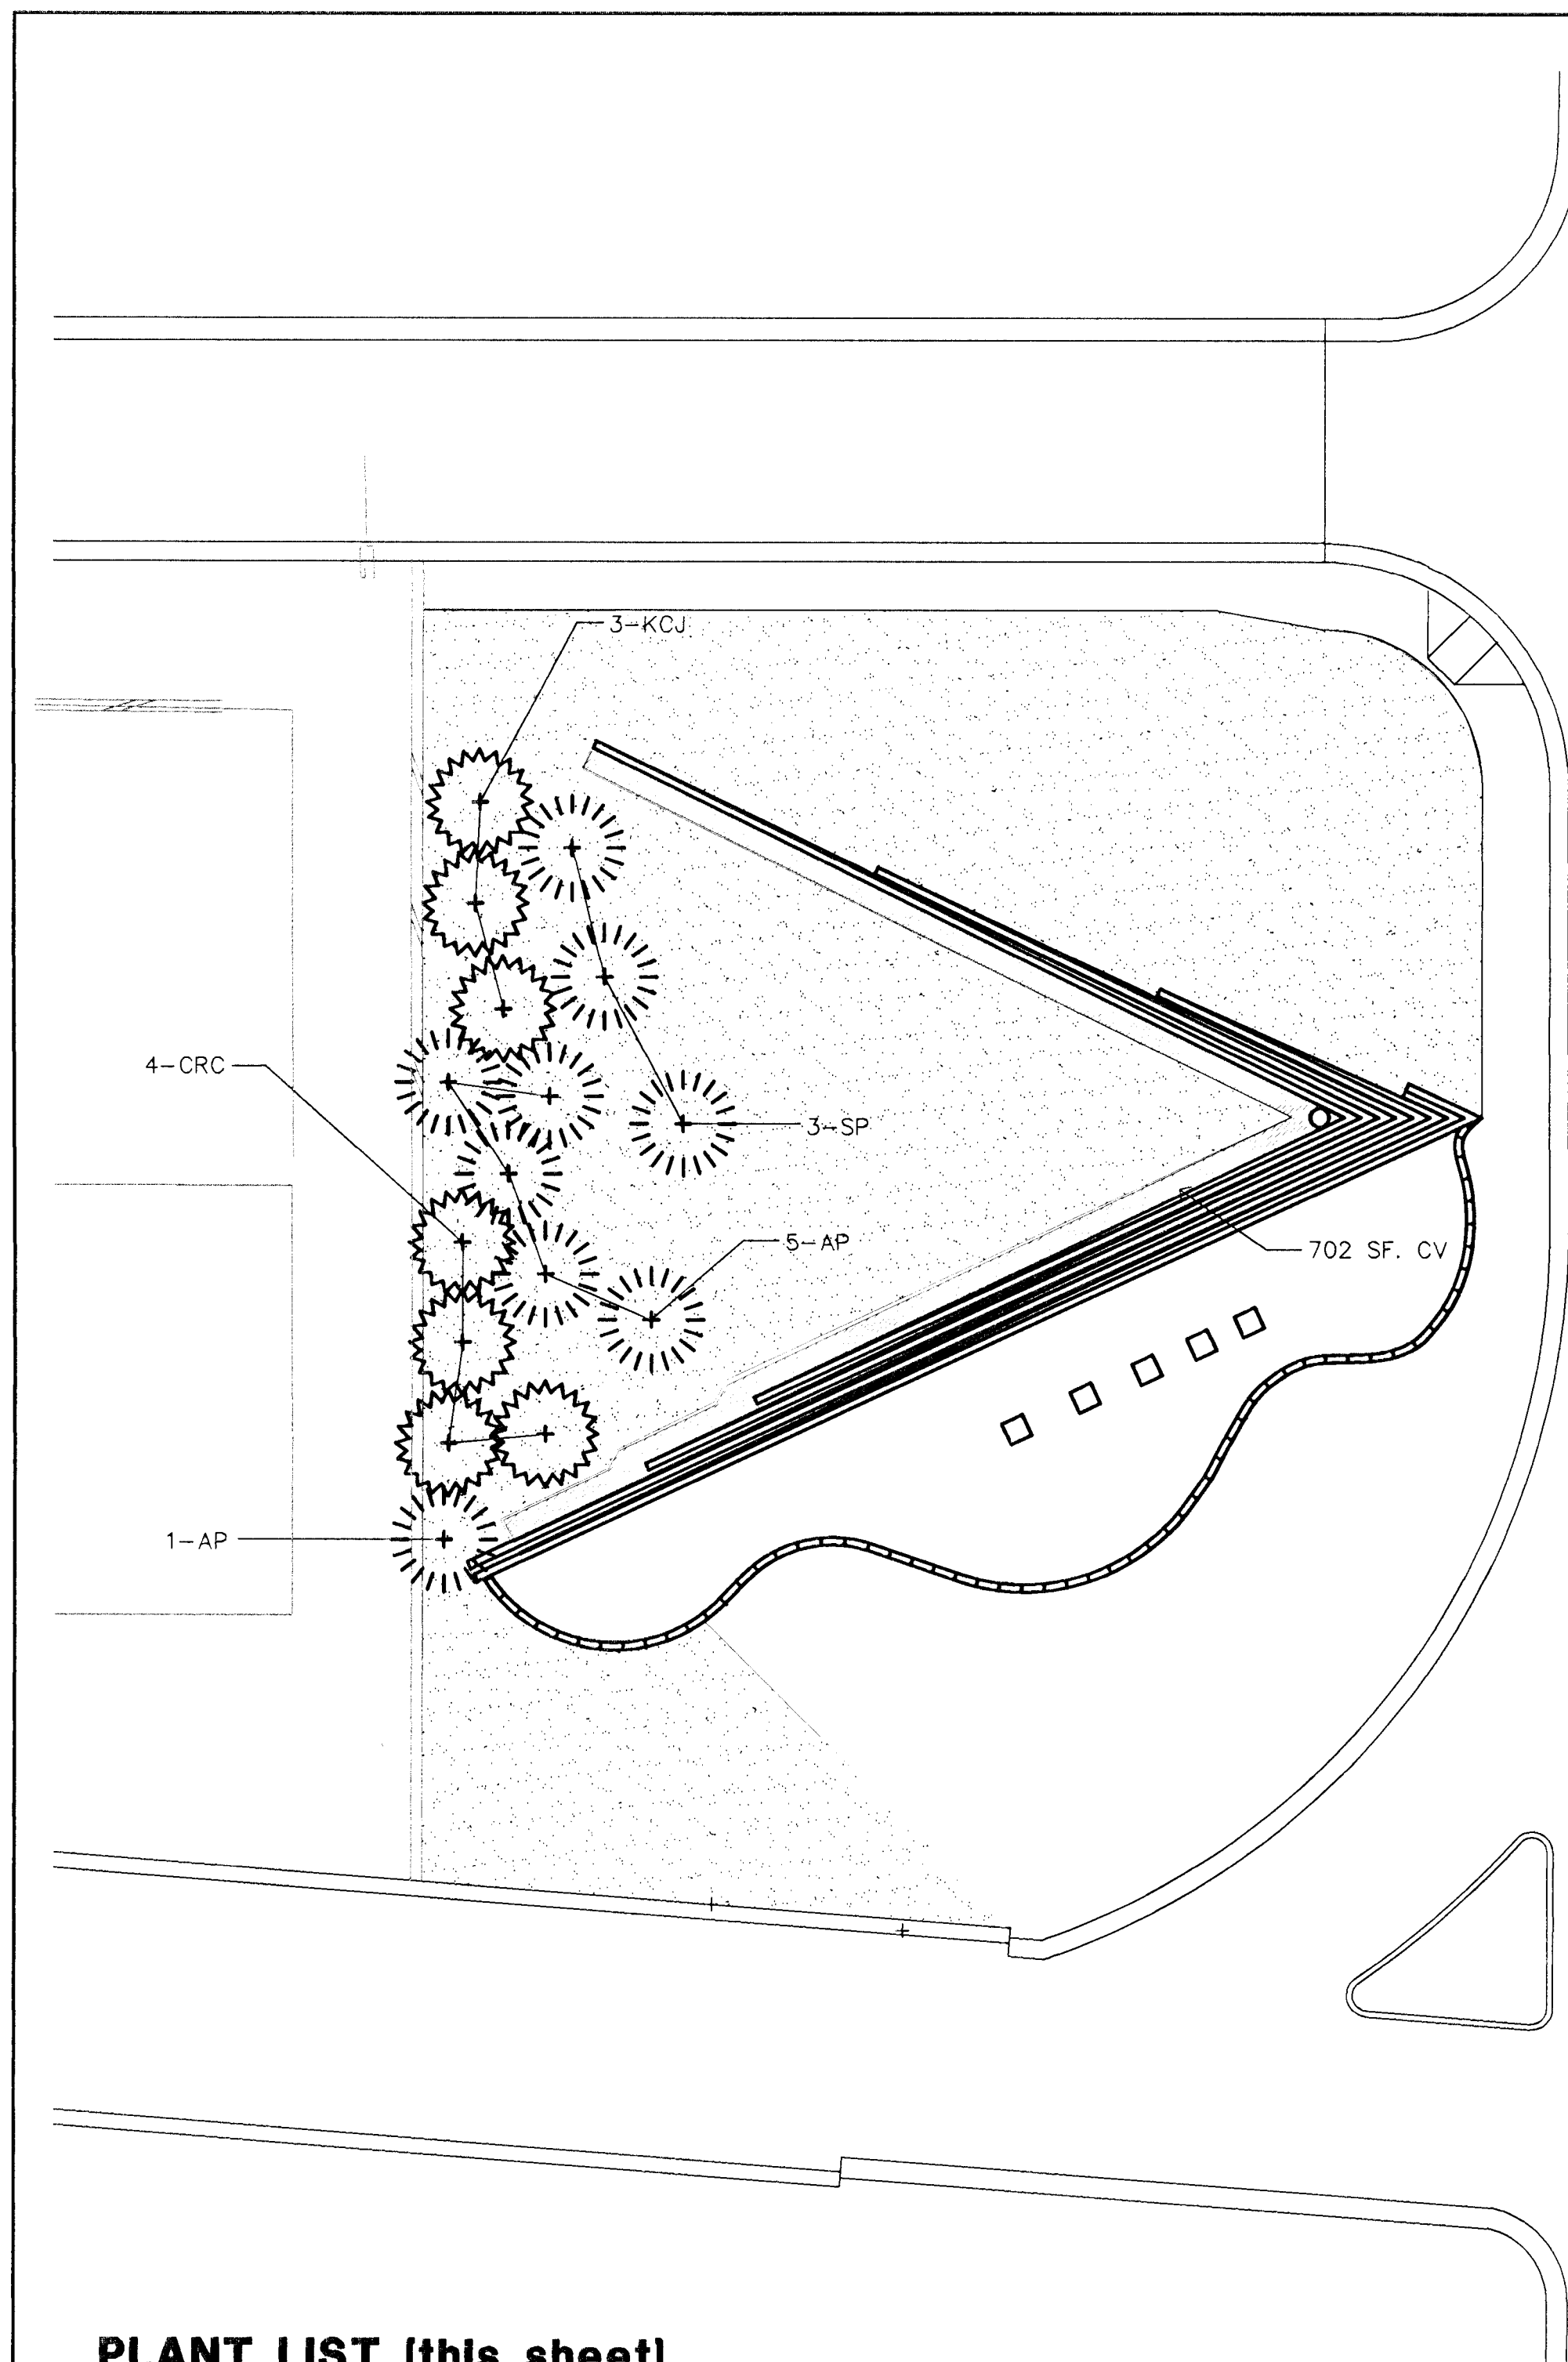 3-KCJ
4-CRC
3-SP
5-AP
702 SF. CV
1-AP
PLANT LIST (this sheet)